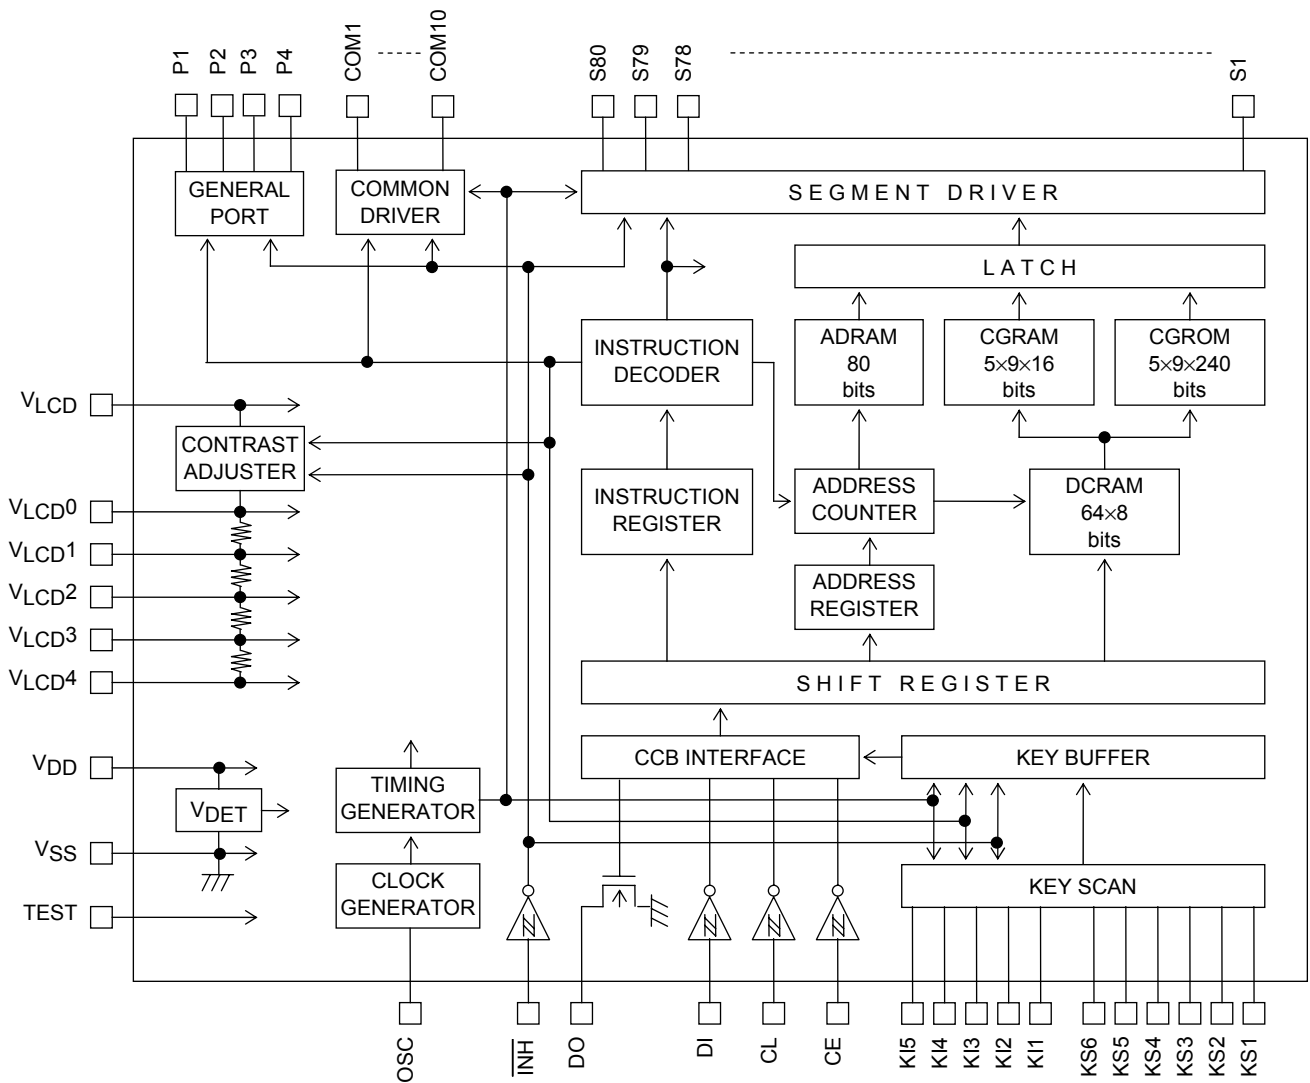 P1
P2
P3
P4
COM1
COM10
S80
S79
S78
S1
GENERAL
PORT
COMMON
DRIVER
SEGMENT DRIVER
LATCH
INSTRUCTION
DECODER
ADRAM
80
bits
CGRAM
5×9×16
bits
CGROM
5×9×240
bits
VLCD
CONTRAST
ADJUSTER
INSTRUCTION
REGISTER
ADDRESS
COUNTER
DCRAM
64×8
bits
VLCD0
VLCD1
VLCD2
VLCD3
VLCD4
ADDRESS
REGISTER
SHIFT REGISTER
CCB INTERFACE
KEY BUFFER
VDD
VDET
VSS
TEST
TIMING
GENERATOR
CLOCK
GENERATOR
KEY SCAN
OSC
INH
DO
DI
CL
CE
KI5
KI4
KI3
KI2
KI1
KS6
KS5
KS4
KS3
KS2
KS1